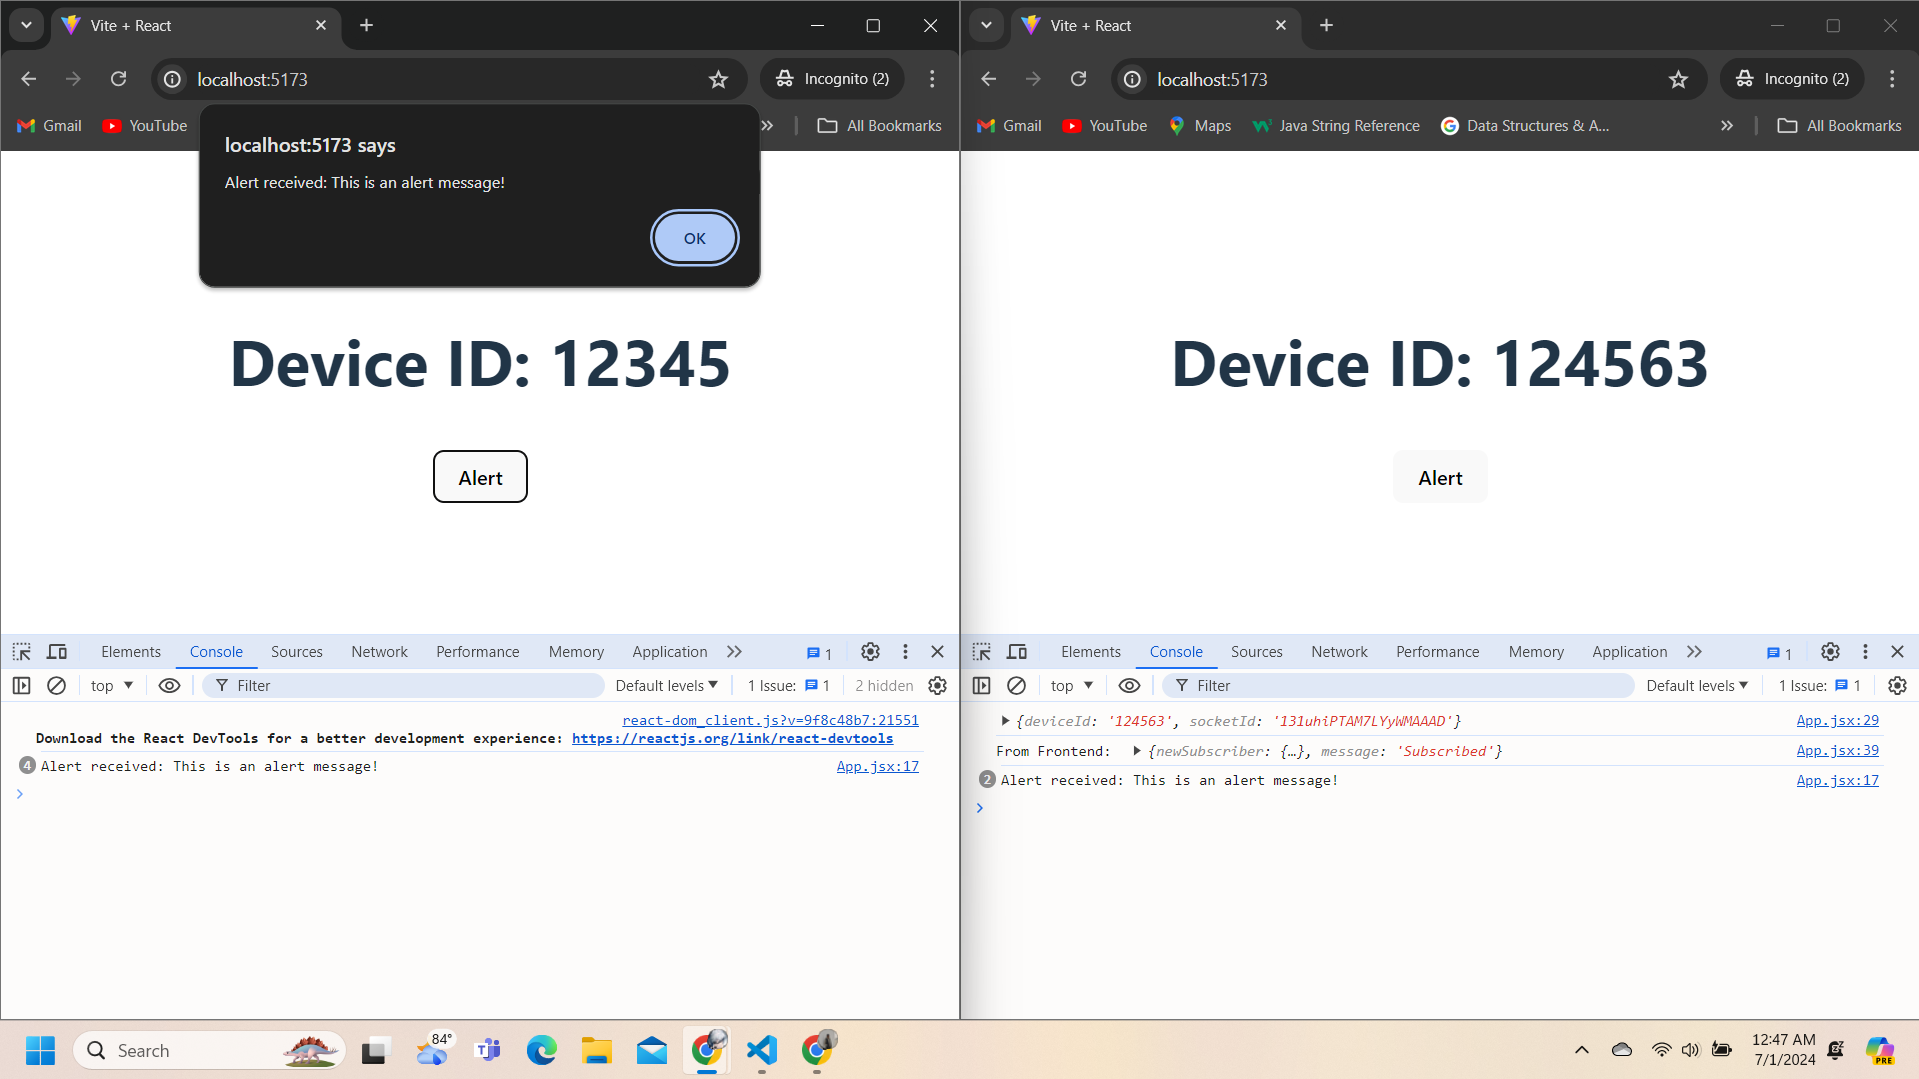 Vite + React
localhost:5173
Incognito (2)
Gmail
YouTube
All Bookmarks
localhost:5173 says
Alert received: This is an alert message!
OK
Device ID: 12345
Alert
Elements Console Sources Network Performance Memory Application 1
top Filter Default levels 1 Issue: 1 2 hidden
react-dom_client.js?v=9f8c48b7:21551
Download the React DevTools for a better development experience: https://reactjs.org/link/react-devtools
4 Alert received: This is an alert message! App.jsx:17
Vite + React
localhost:5173
Incognito (2)
Gmail YouTube Maps Java String Reference Data Structures & A... All Bookmarks
Device ID: 124563
Alert
Elements Console Sources Network Performance Memory Application 1
top Filter Default levels 1 Issue: 1
{deviceId: '124563', socketId: '131uhiPTAM7LYyWMAAAD'} App.jsx:29
From Frontend: {newSubscriber: {…}, message: 'Subscribed'} App.jsx:39
2 Alert received: This is an alert message! App.jsx:17
Search
84°
12:47 AM
7/1/2024
PRE